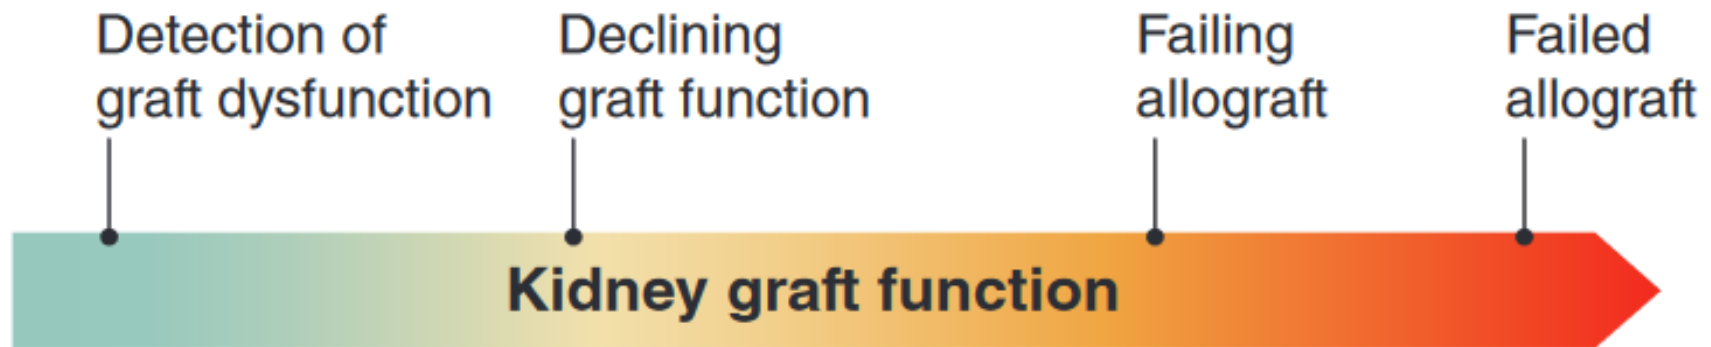 Detection of
graft dysfunction
Declining
graft function
Failing
allograft
Failed
allograft
Kidney graft function